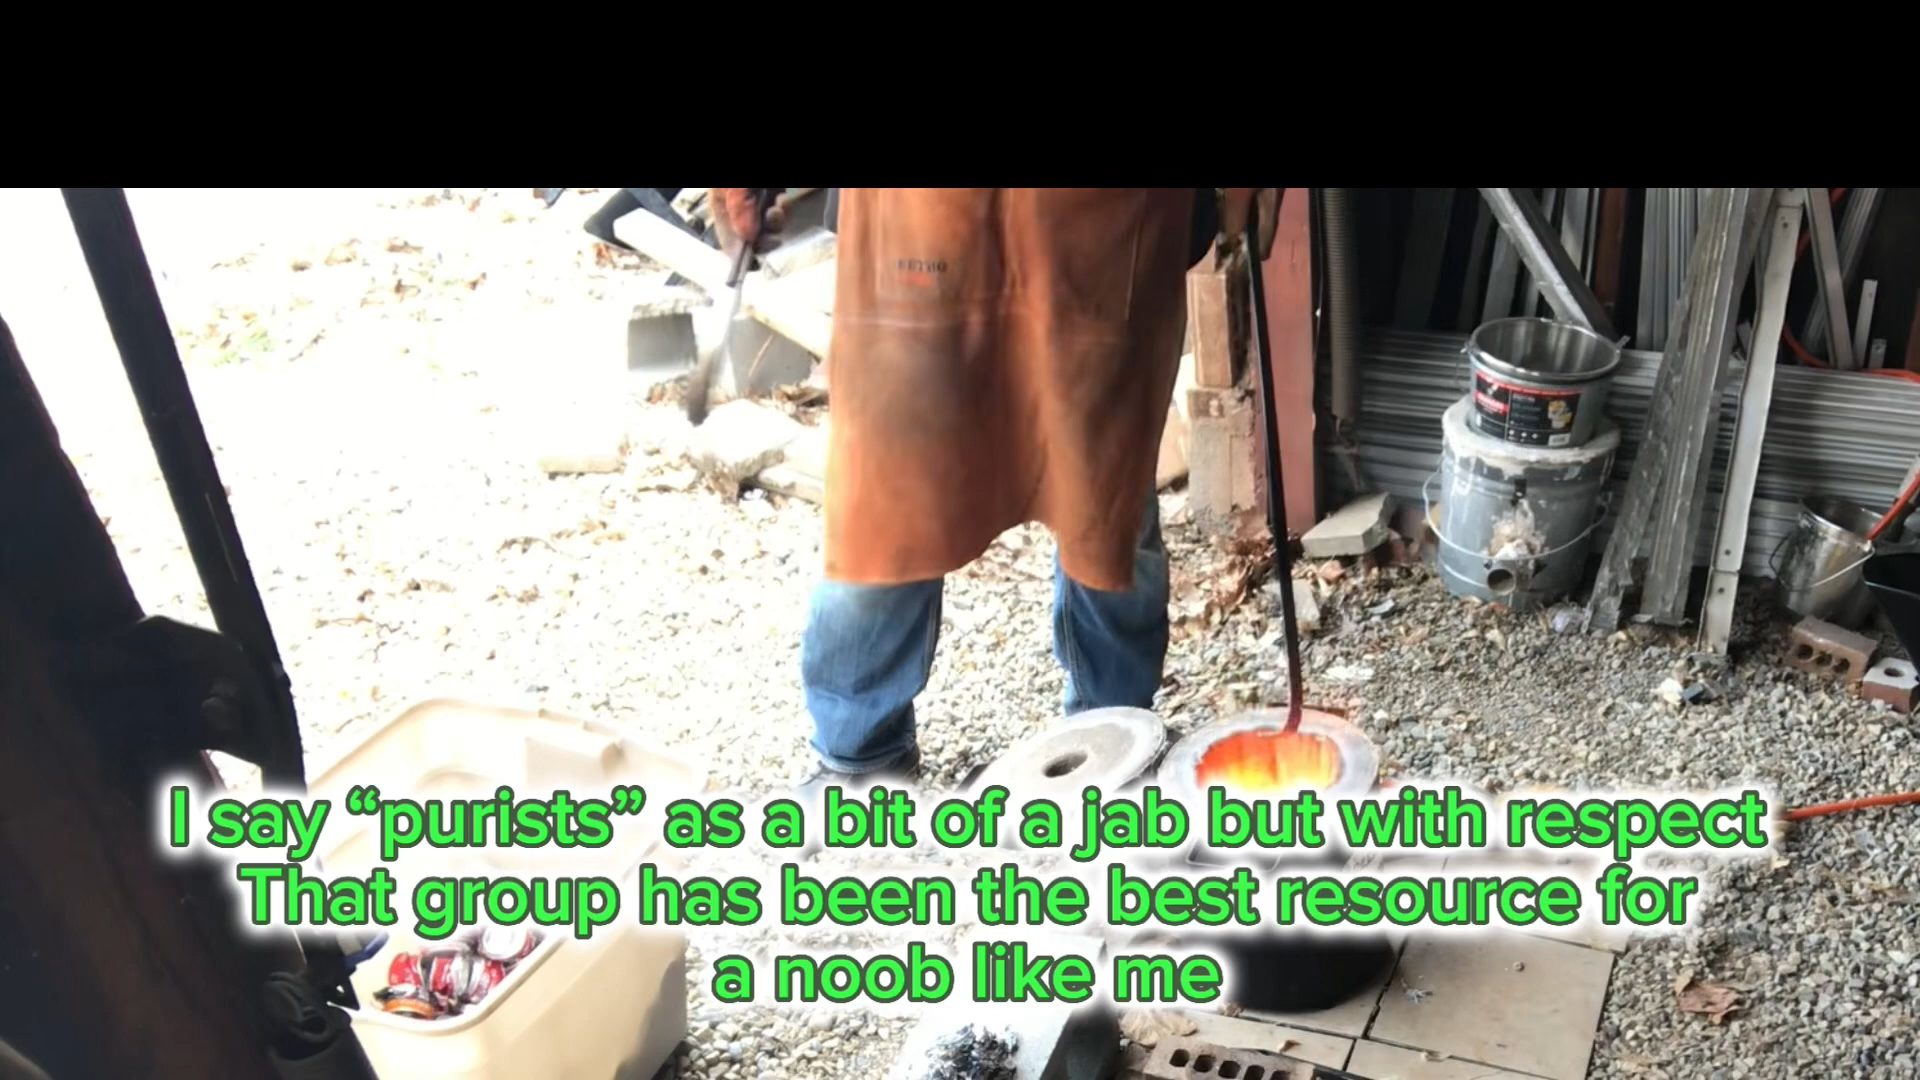 I say “purists” as a bit of a jab but with respect
That group has been the best resource for
a noob like me